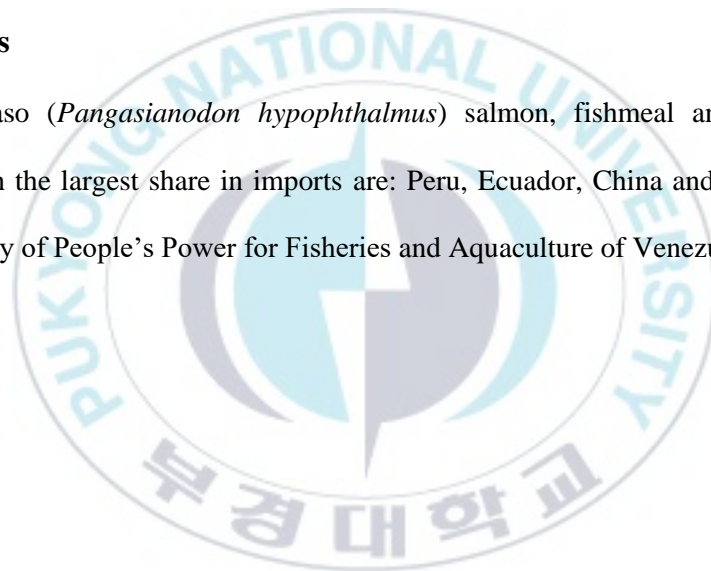 s
aso (Pangasianodon hypophthalmus) salmon, fishmeal an
n the largest share in imports are: Peru, Ecuador, China and
y of People's Power for Fisheries and Aquaculture of Venezu
PUKYONG NATIONAL UNIVERSITY
부경대학교